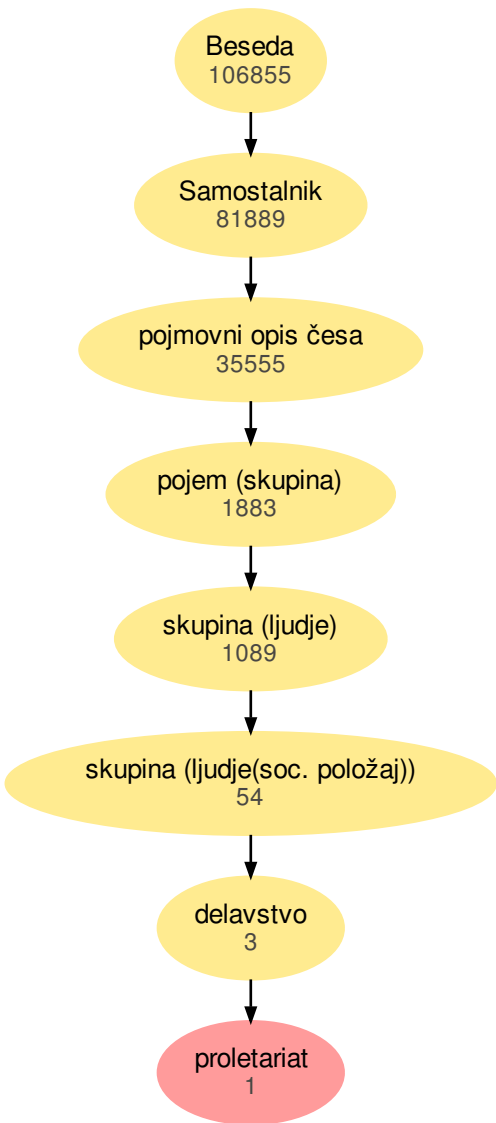 Beseda
106855
Samostalnik
81889
pojmovni opis česa
35555
pojem (skupina)
1883
skupina (ljudje)
1089
skupina (ljudje(soc. položaj))
54
delavstvo
3
proletariat
1